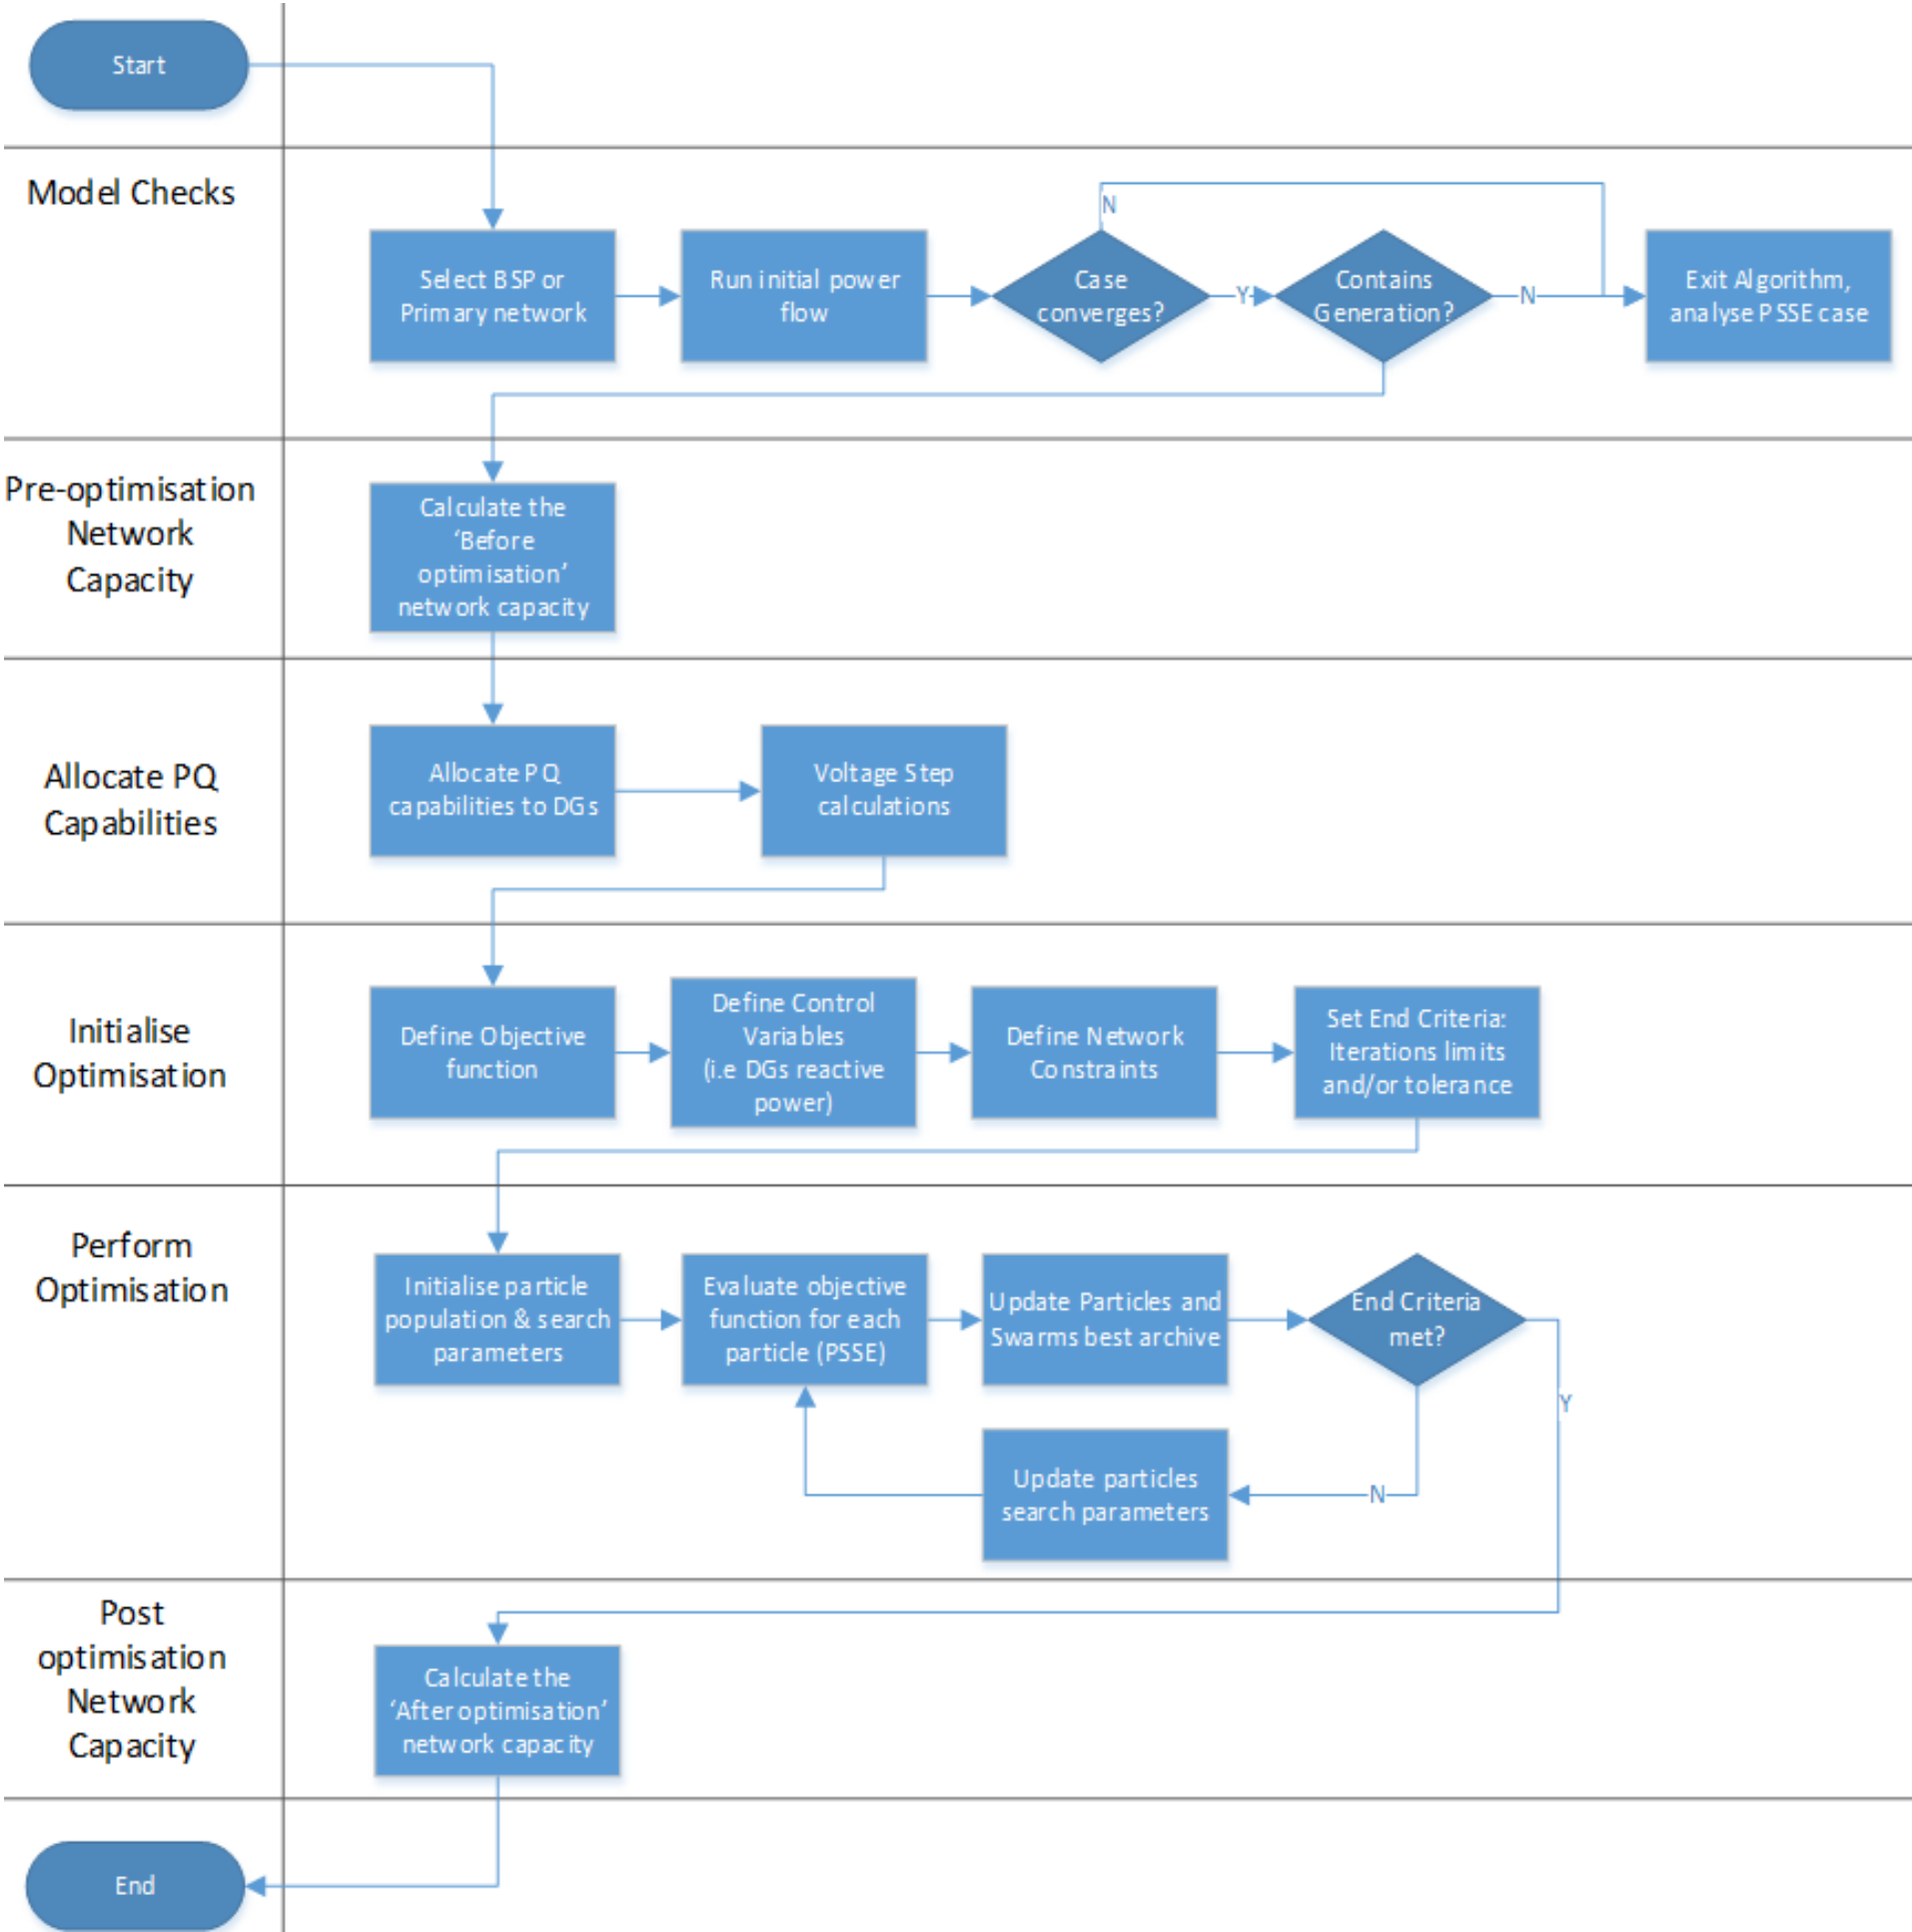 Start
Model Checks
N
Select BSP or
Primary network
Run initial power
flow
Case
converges?
Y
Contains
Generation?
N
Exit Algorithm,
analyse PSSE case
Pre-optimisation
Network
Capacity
Calculate the
‘Before
optimisation’
network capacity
Allocate PQ
Capabilities
Allocate PQ
capabilities to DGs
Voltage Step
calculations
Initialise
Optimisation
Define Objective
function
Define Control
Variables
(i.e DGs reactive
power)
Define Network
Constraints
Set End Criteria:
Iterations limits
and/or tolerance
Perform
Optimisation
Initialise particle
population & search
parameters
Evaluate objective
function for each
particle (PSSE)
Update Particles and
Swarms best archive
End Criteria
met?
Y
Update particles
search parameters
N
Post
optimisation
Network
Capacity
Calculate the
‘After optimisation’
network capacity
End